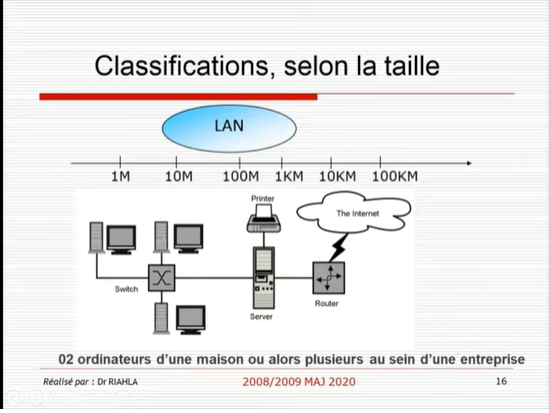 Classifications, selon la taille
LAN
1M 10M 100M 1KM 10KM 100KM
Printer
The Internet
Switch
Router
Server
02 ordinateurs d'une maison ou alors plusieurs au sein d'une entreprise
Réalisé par : Dr RIAHLA 2008/2009 MAJ 2020 16